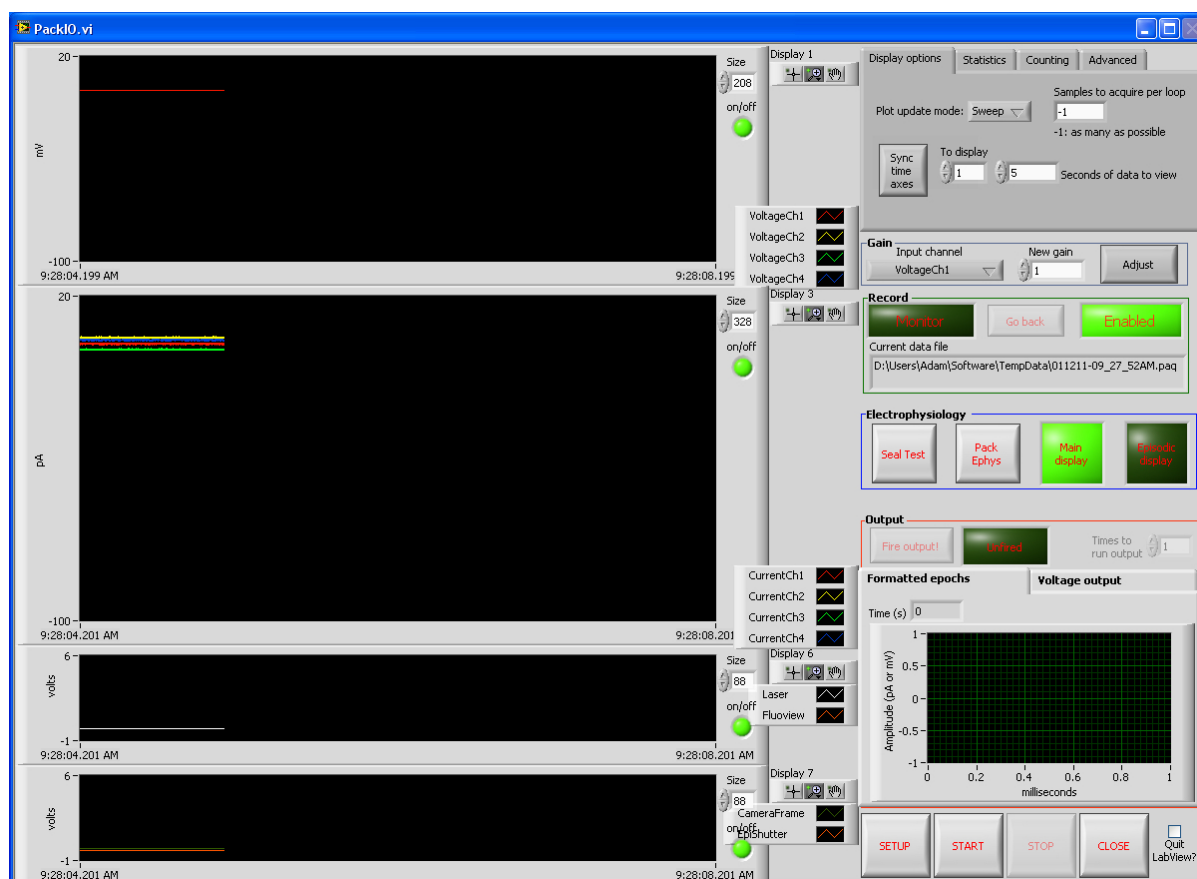 PackIO.vi
20
mV
-100
9:28:04.199 AM
9:28:08.199
Size
208
on/off
Display 1
VoltageCh1
VoltageCh2
VoltageCh3
VoltageCh4
20
pA
-100
9:28:04.201 AM
9:28:08.201
Size
328
on/off
Display 3
CurrentCh1
CurrentCh2
CurrentCh3
CurrentCh4
6
volts
-1
9:28:04.201 AM
9:28:08.201 AM
Size
88
on/off
Display 6
Laser
Fluoview
6
volts
-1
9:28:04.201 AM
9:28:08.201 AM
Size
88
on/off
Display 7
CameraFrame
EpiShutter
Display options
Statistics
Counting
Advanced
Samples to acquire per loop
Plot update mode: Sweep
-1
-1: as many as possible
Sync
time
axes
To display
1
5
Seconds of data to view
Gain
Input channel
VoltageCh1
New gain
1
Adjust
Record
Monitor
Go back
Enabled
Current data file
D:\Users\Adam\Software\TempData\011211-09_27_52AM.paq
Electrophysiology
Seal Test
Pack
Ephys
Main
display
Episodic
display
Output
Fire output!
Unfired
Times to
run output
1
Formatted epochs
Voltage output
Time (s) 0
Amplitude (pA or mV)
1
0.5
0
-0.5
-1
0 0.2 0.4 0.6 0.8 1
milliseconds
SETUP
START
STOP
CLOSE
Quit
LabView?